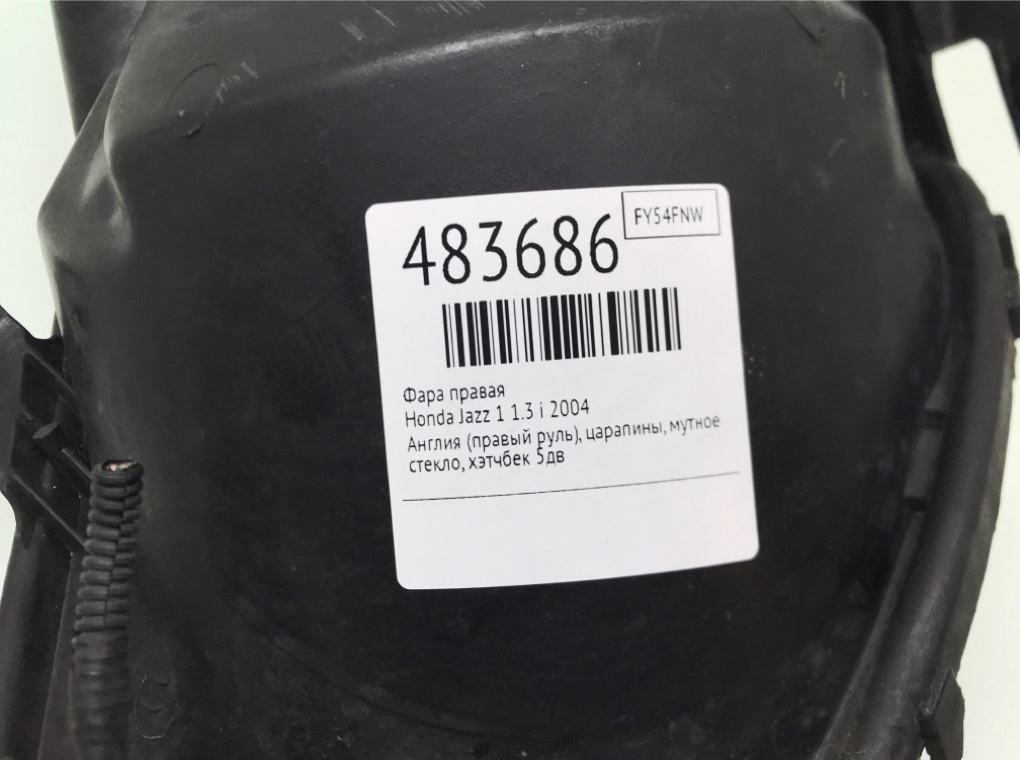 483686
FY54FNW
Фара правая
Honda Jazz 1 1.3 i 2004
Англия (правый руль), царапины, мутное
стекло, хэтчбек 5дв